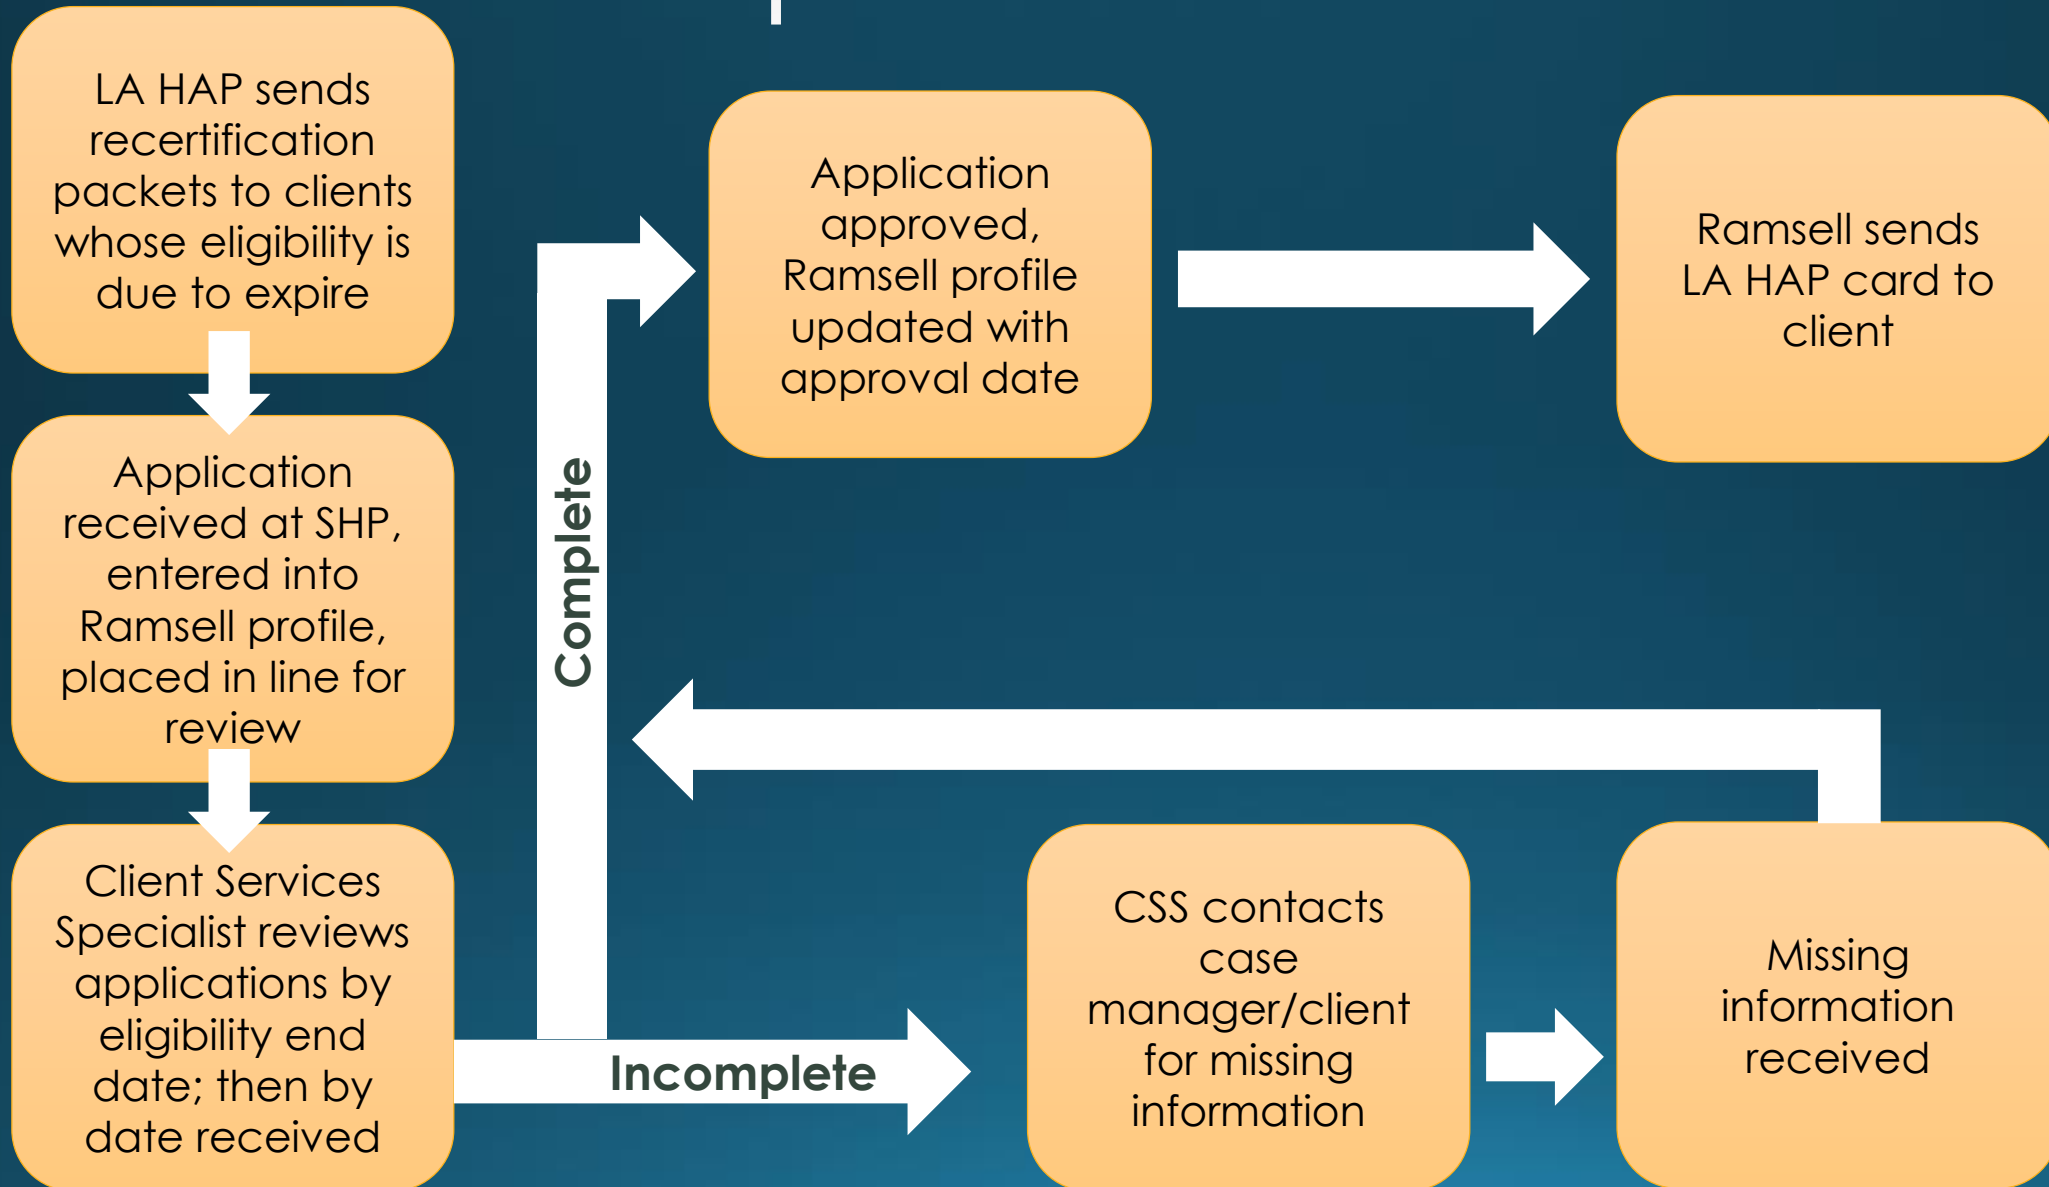 LA HAP sends
recertification
packets to clients
whose eligibility is
due to expire
Application
received at SHP,
entered into
Ramsell profile,
placed in line for
review
Client Services
Specialist reviews
applications by
eligibility end
date; then by
date received
Complete
Incomplete
Application
approved,
Ramsell profile
updated with
approval date
Ramsell sends
LA HAP card to
client
CSS contacts
case
manager/client
for missing
information
Missing
information
received